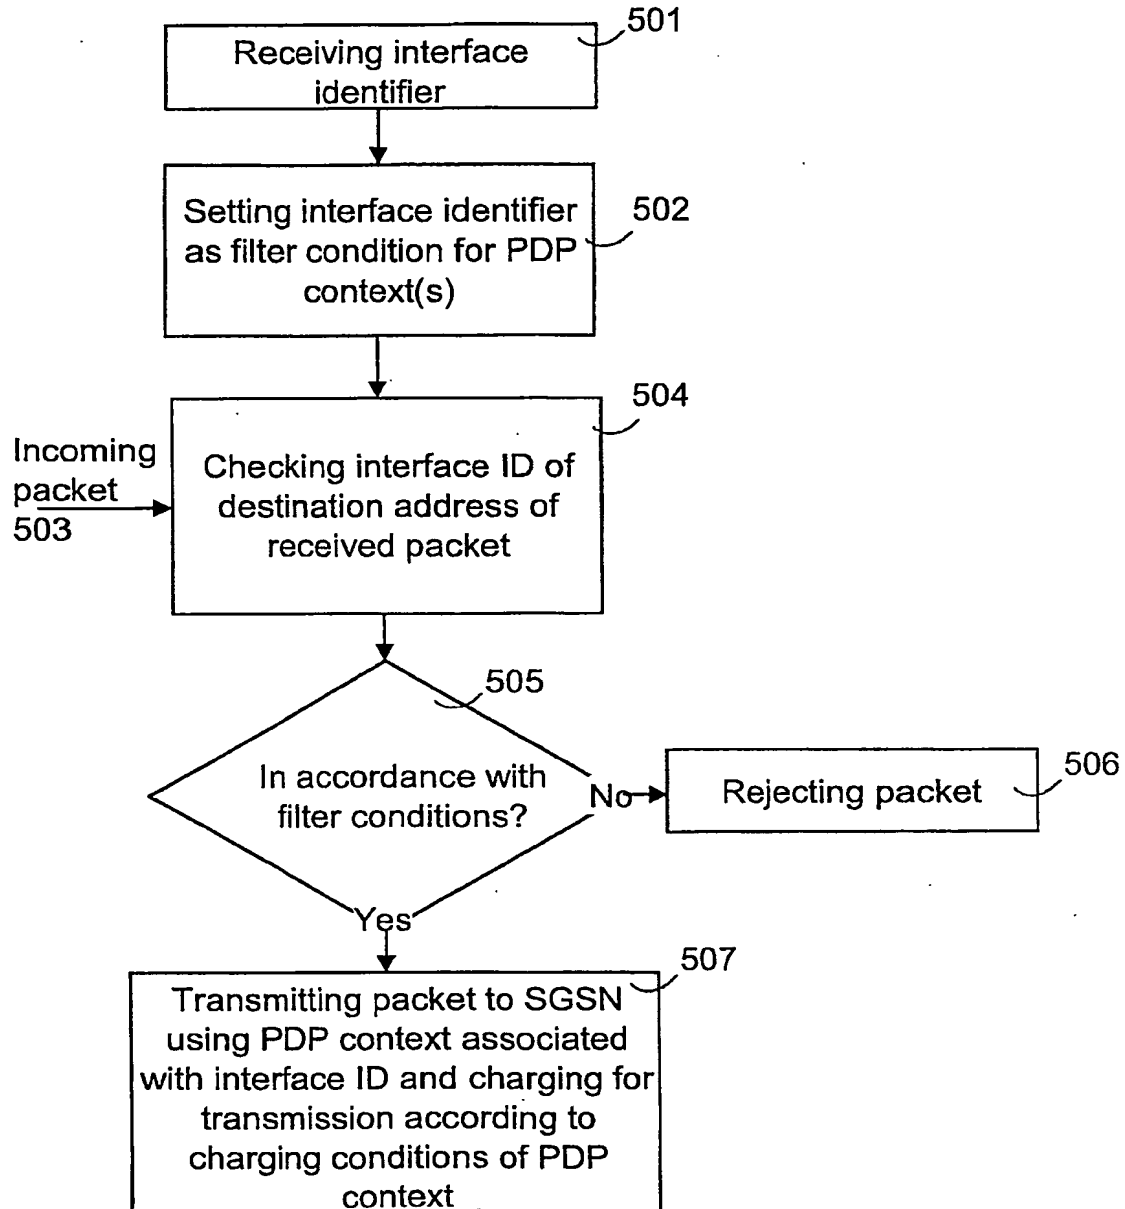 501
Receiving interface
identifier
502
Setting interface identifier
as filter condition for PDP
context(s)
504
Incoming
packet
503
Checking interface ID of
destination address of
received packet
505
In accordance with
filter conditions?
No
506
Rejecting packet
Yes
507
Transmitting packet to SGSN
using PDP context associated
with interface ID and charging for
transmission according to
charging conditions of PDP
context